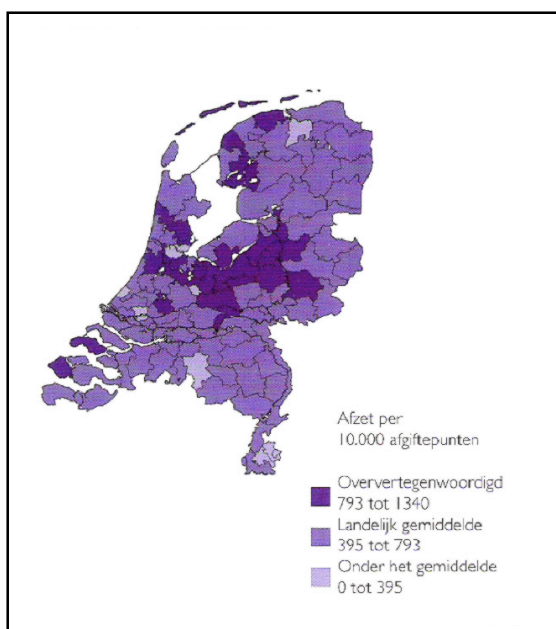 Afzet per
10.000 afgiftepunten
Oververtegenwoordigd
793 tot 1340
Landelijk gemiddelde
395 tot 793
Onder het gemiddelde
0 tot 395